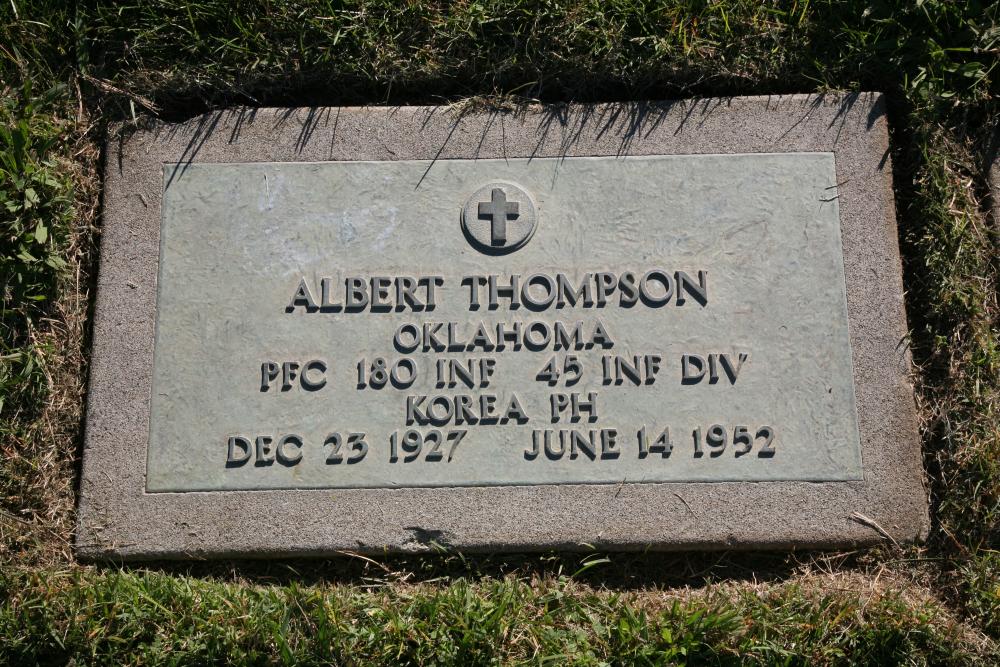 ALBERT THOMPSON
OKLAHOMA
PFC 180 INF 45 INF DIV
KOREA PH
DEC 23 1927 JUNE 14 1952